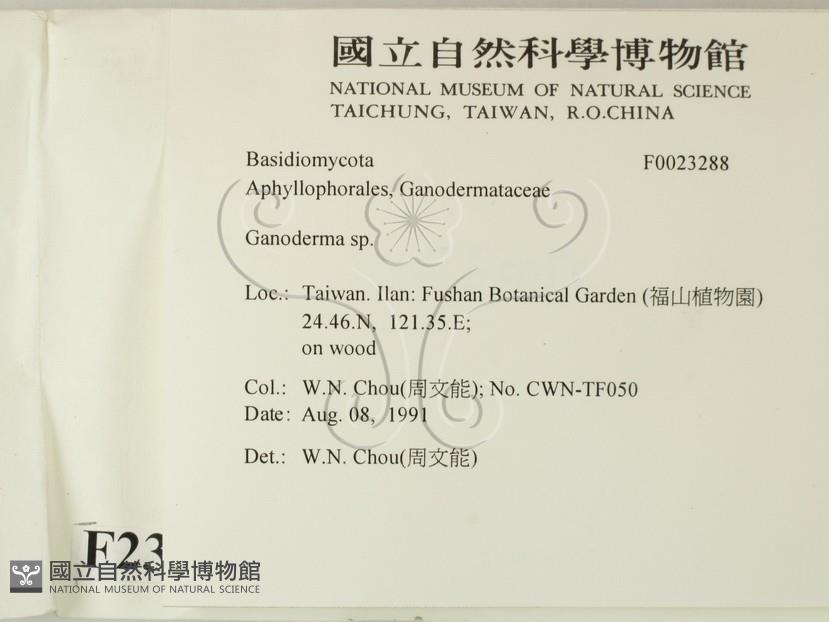 國立自然科學博物館
NATIONAL MUSEUM OF NATURAL SCIENCE
TAICHUNG, TAIWAN, R.O.CHINA
Basidiomycota F0023288
Aphyllophorales, Ganodermataceae
Ganoderma sp.
Loc.: Taiwan. Ilan: Fushan Botanical Garden (福山植物園)
24.46.N, 121.35.E;
on wood
Col.: W.N. Chou(周文能); No. CWN-TF050
Date: Aug. 08, 1991
Det.: W.N. Chou(周文能)
F23
國立自然科學博物館
NATIONAL MUSEUM OF NATURAL SCIENCE